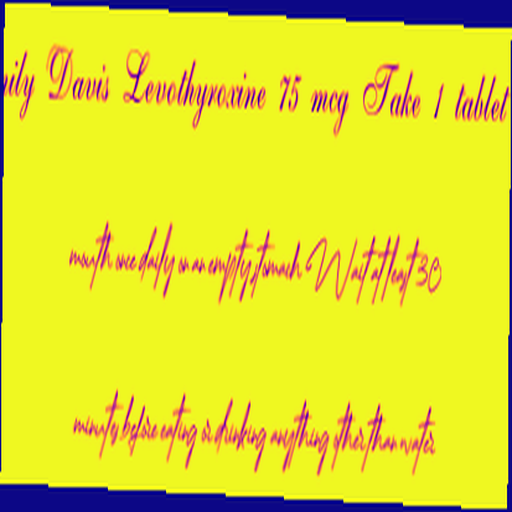 Davis Levothyroxine 75 mcg Take 1 tablet
mouth once daily on an empty stomach Wait at least 30
minutes before eating or drinking anything other than water